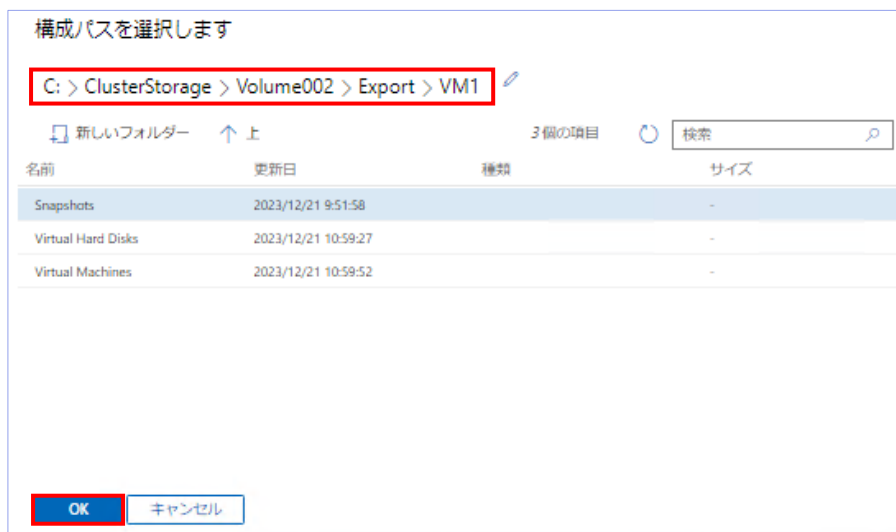 構成パスを選択します
C: > ClusterStorage > Volume002 > Export > VM1
新しいフォルダー 上 3個の項目 検索
名前 更新日 種類 サイズ
Snapshots 2023/12/21 9:51:58 -
Virtual Hard Disks 2023/12/21 10:59:27 -
Virtual Machines 2023/12/21 10:59:52 -
OK キャンセル